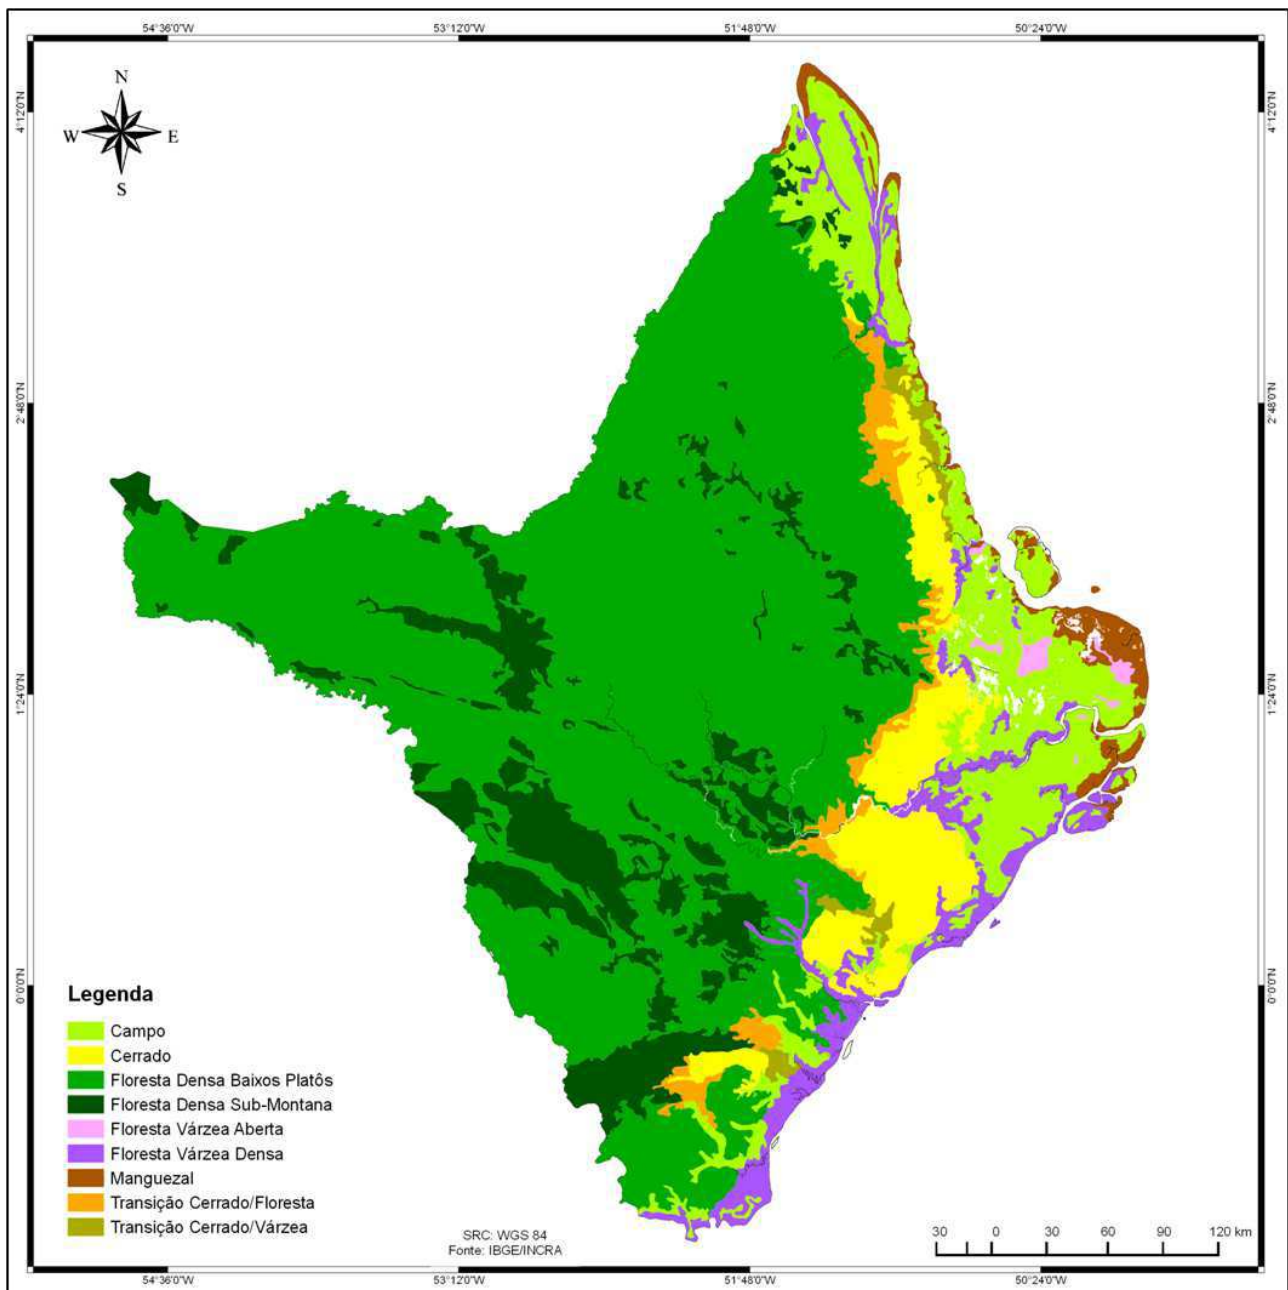 54°36'0"W 53°12'0"W 51°48'0"W 50°24'0"W
N
W E
S
4°12'0"N 4°12'0"N
2°48'0"N 2°48'0"N
1°24'0"N 1°24'0"N
0°0'0"N 0°0'0"N
Legenda
Campo
Cerrado
Floresta Densa Baixos Platôs
Floresta Densa Sub-Montana
Floresta Várzea Aberta
Floresta Várzea Densa
Manguezal
Transição Cerrado/Floresta
Transição Cerrado/Várzea
SRC: WGS 84
Fonte: IBGE/INCRA
30 0 30 60 90 120 km
54°36'0"W 53°12'0"W 51°48'0"W 50°24'0"W